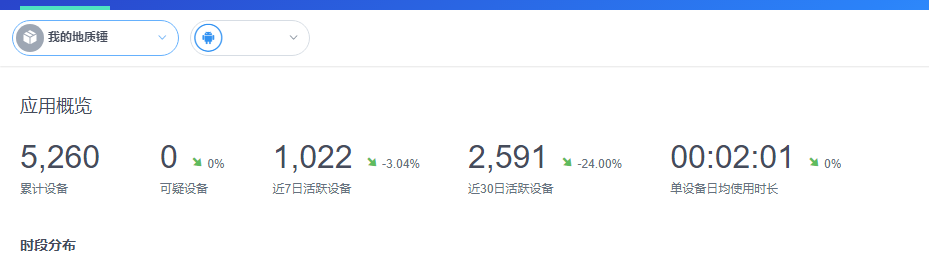 我的地质锤
应用概览
5,260 0 0% 1,022 -3.04% 2,591 -24.00% 00:02:01 0%
累计设备 可疑设备 近7日活跃设备 近30日活跃设备 单设备日均使用时长
时段分布